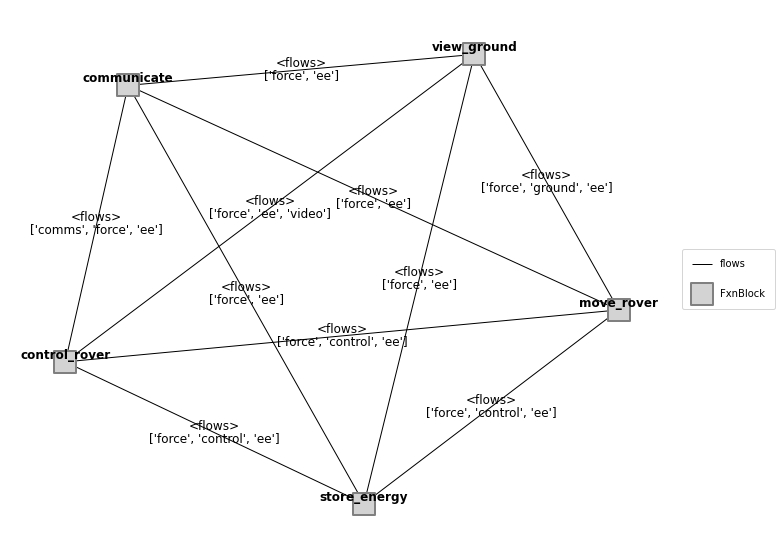 view_ground
communicate
<flows>
['force', 'ee']
<flows>
['force', 'ground', 'ee']
<flows>
['force', 'ee']
<flows>
['force', 'ee', 'video']
<flows>
['comms', 'force', 'ee']
<flows>
['force', 'ee']
<flows>
['force', 'ee']
move_rover
<flows>
['force', 'control', 'ee']
control_rover
<flows>
['force', 'control', 'ee']
<flows>
['force', 'control', 'ee']
store_energy
flows
FxnBlock